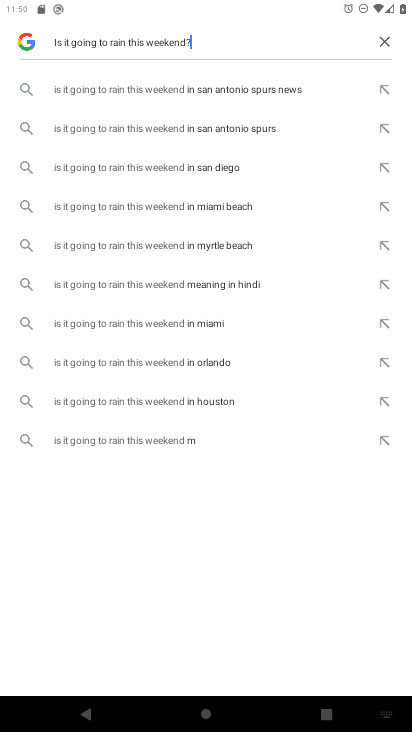 11:50
Is it going to rain this weekend?
is it going to rain this weekend in san antonio spurs news
is it going to rain this weekend in san antonio spurs
is it going to rain this weekend in san diego
is it going to rain this weekend in miami beach
is it going to rain this weekend in myrtle beach
is it going to rain this weekend meaning in hindi
is it going to rain this weekend in miami
is it going to rain this weekend in orlando
is it going to rain this weekend in houston
is it going to rain this weekend m